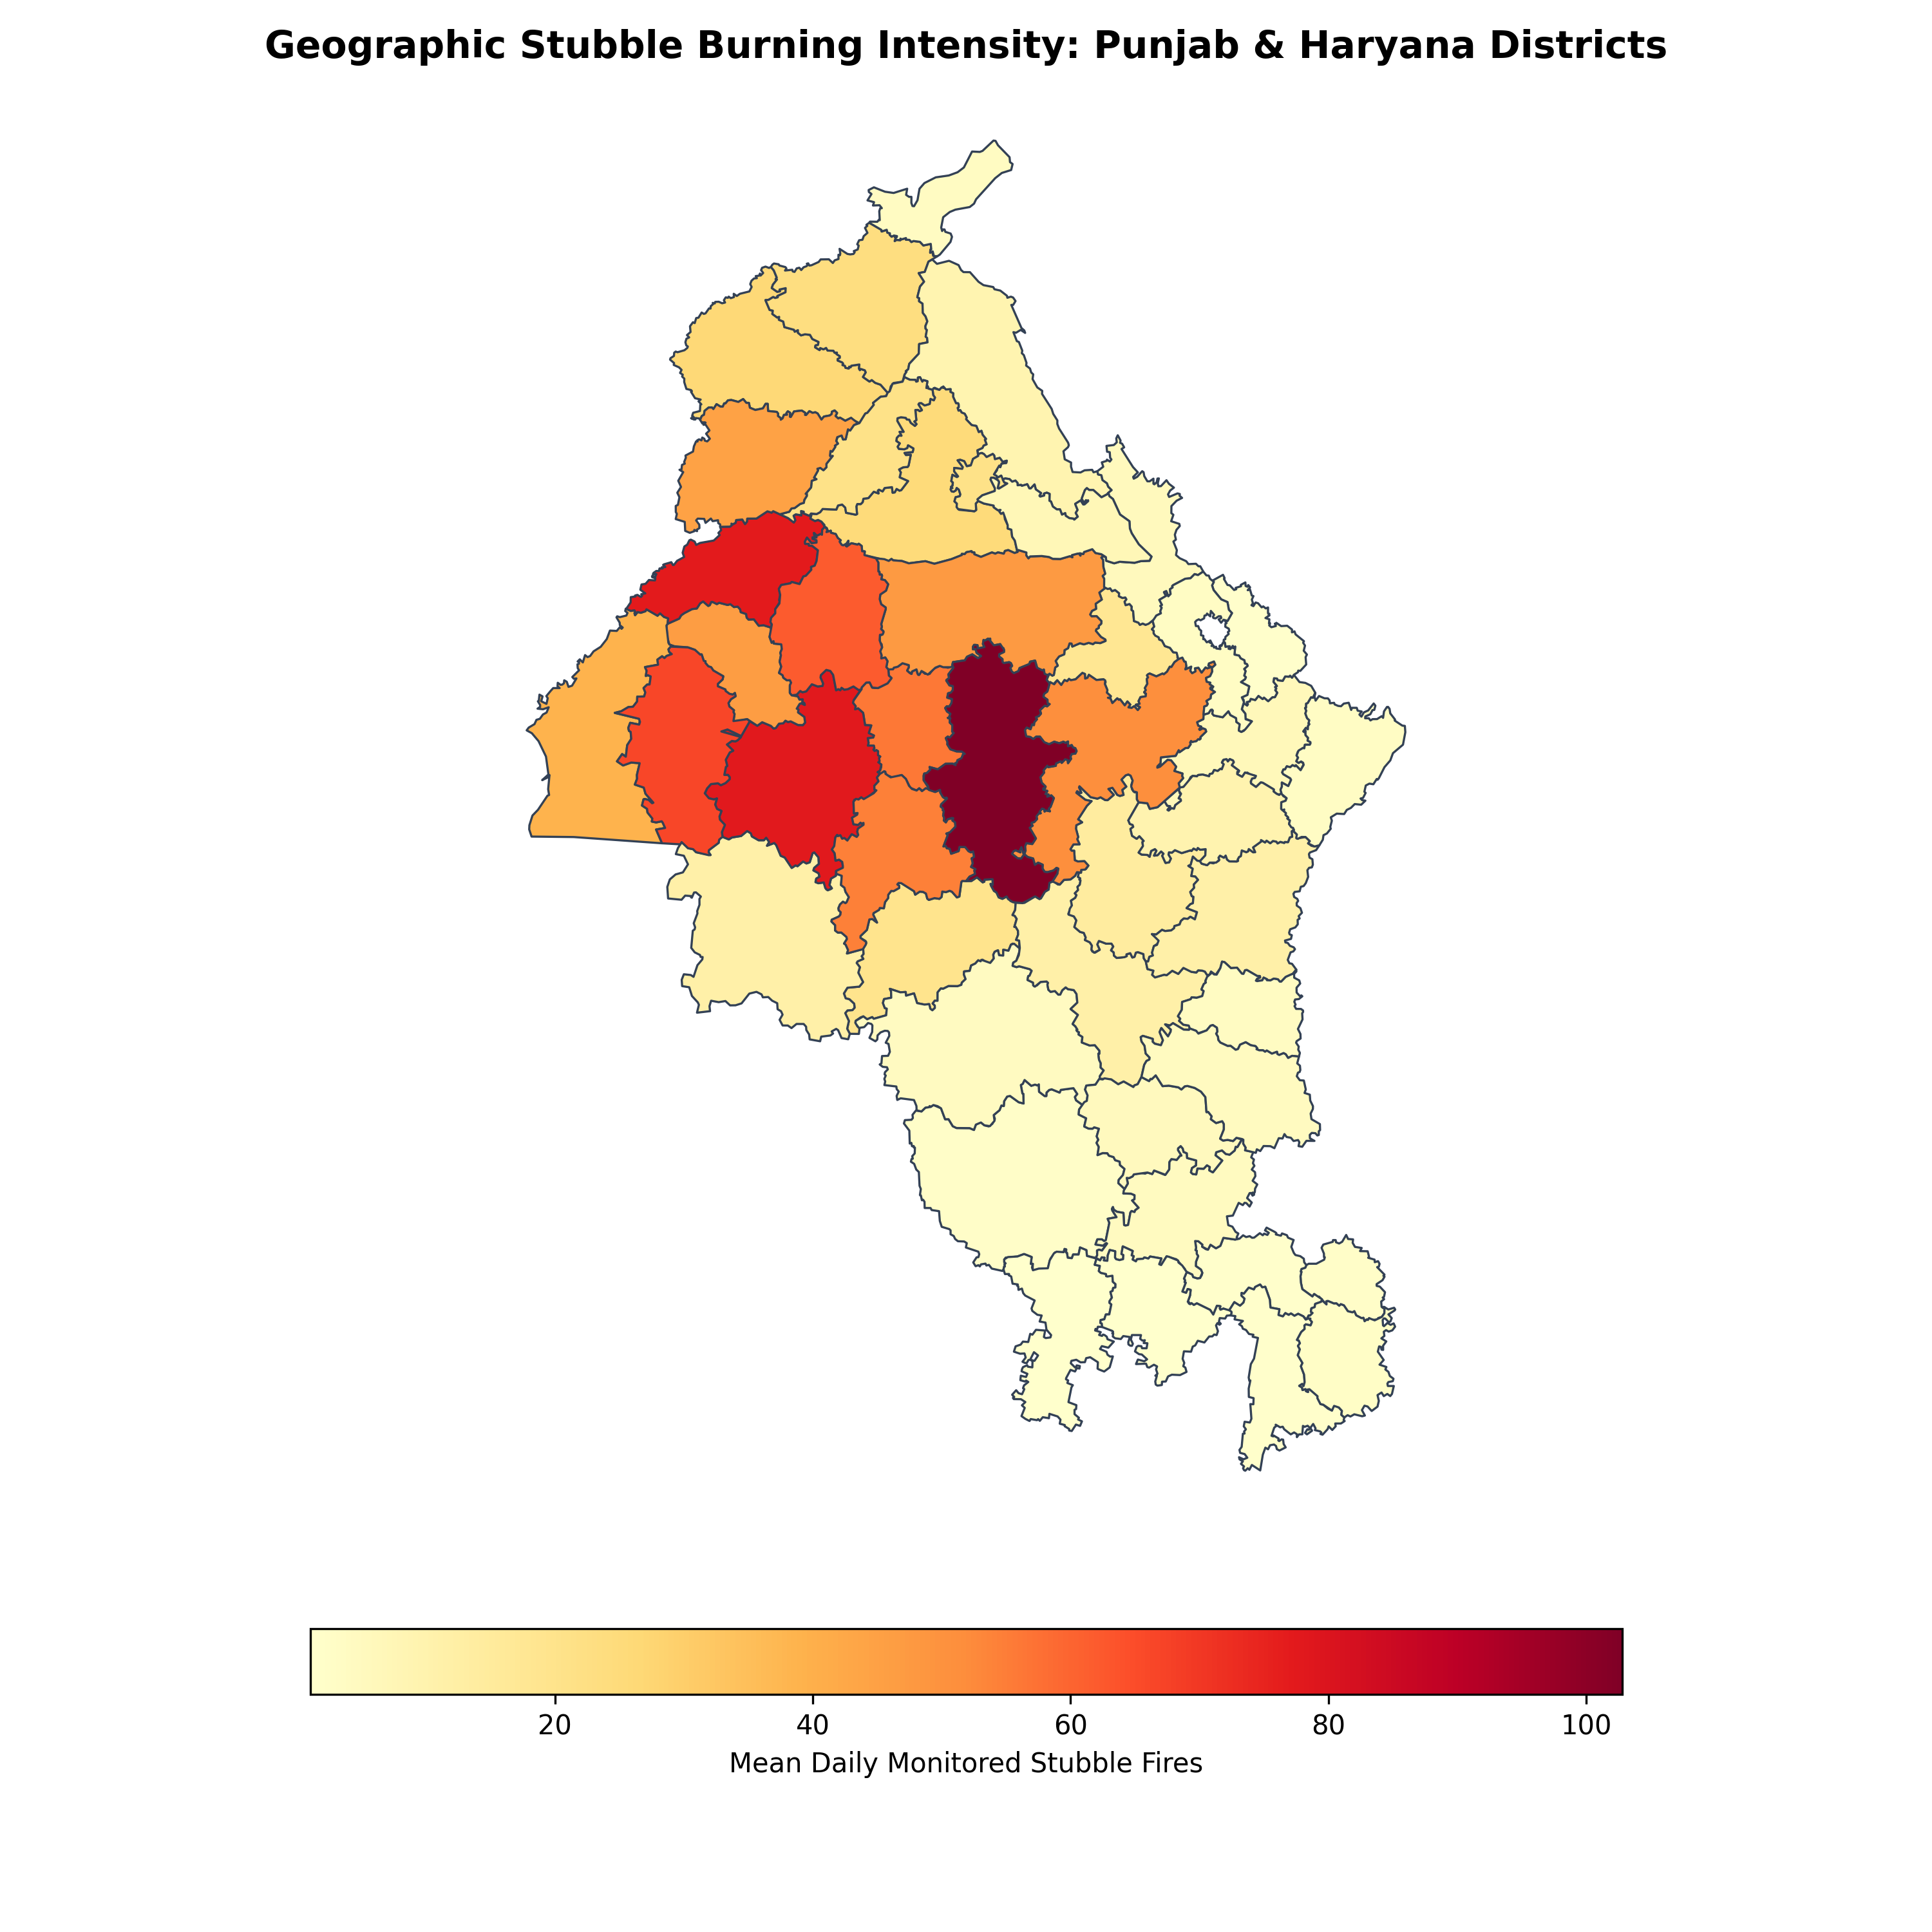 Geographic Stubble Burning Intensity: Punjab & Haryana Districts
20 40 60 80 100
Mean Daily Monitored Stubble Fires